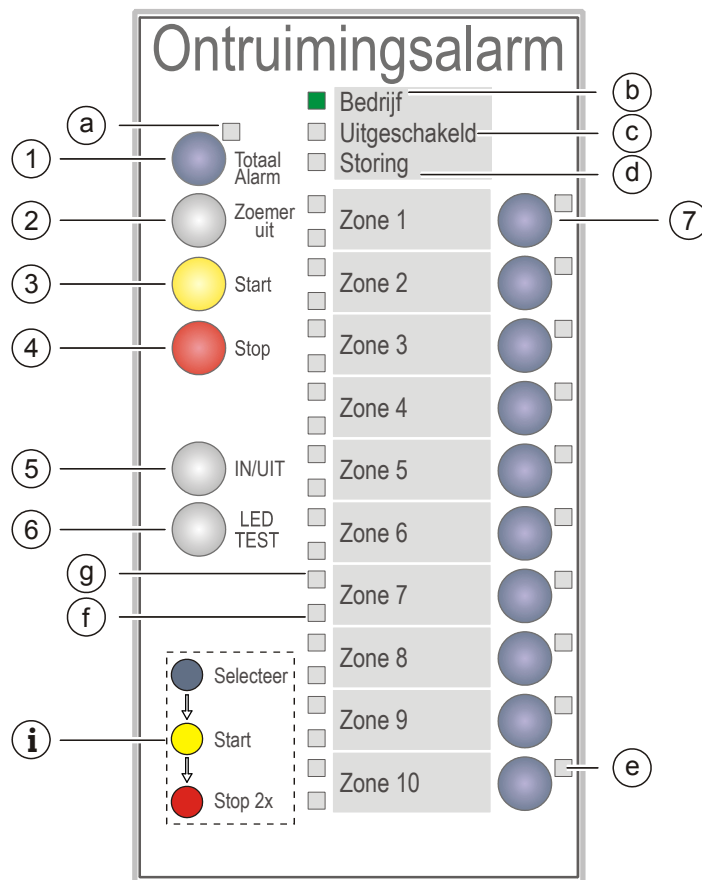 Ontruimingsalarm
Bedrijf
b
a
Uitgeschakeld
c
1
Totaal
Alarm
Storing
d
2
Zoemer
uit
Zone 1
7
3
Start
Zone 2
4
Stop
Zone 3
Zone 4
5
IN/UIT
Zone 5
6
LED
TEST
Zone 6
g
Zone 7
f
Selecteer
Zone 8
i
Start
Zone 9
Stop 2x
Zone 10
e